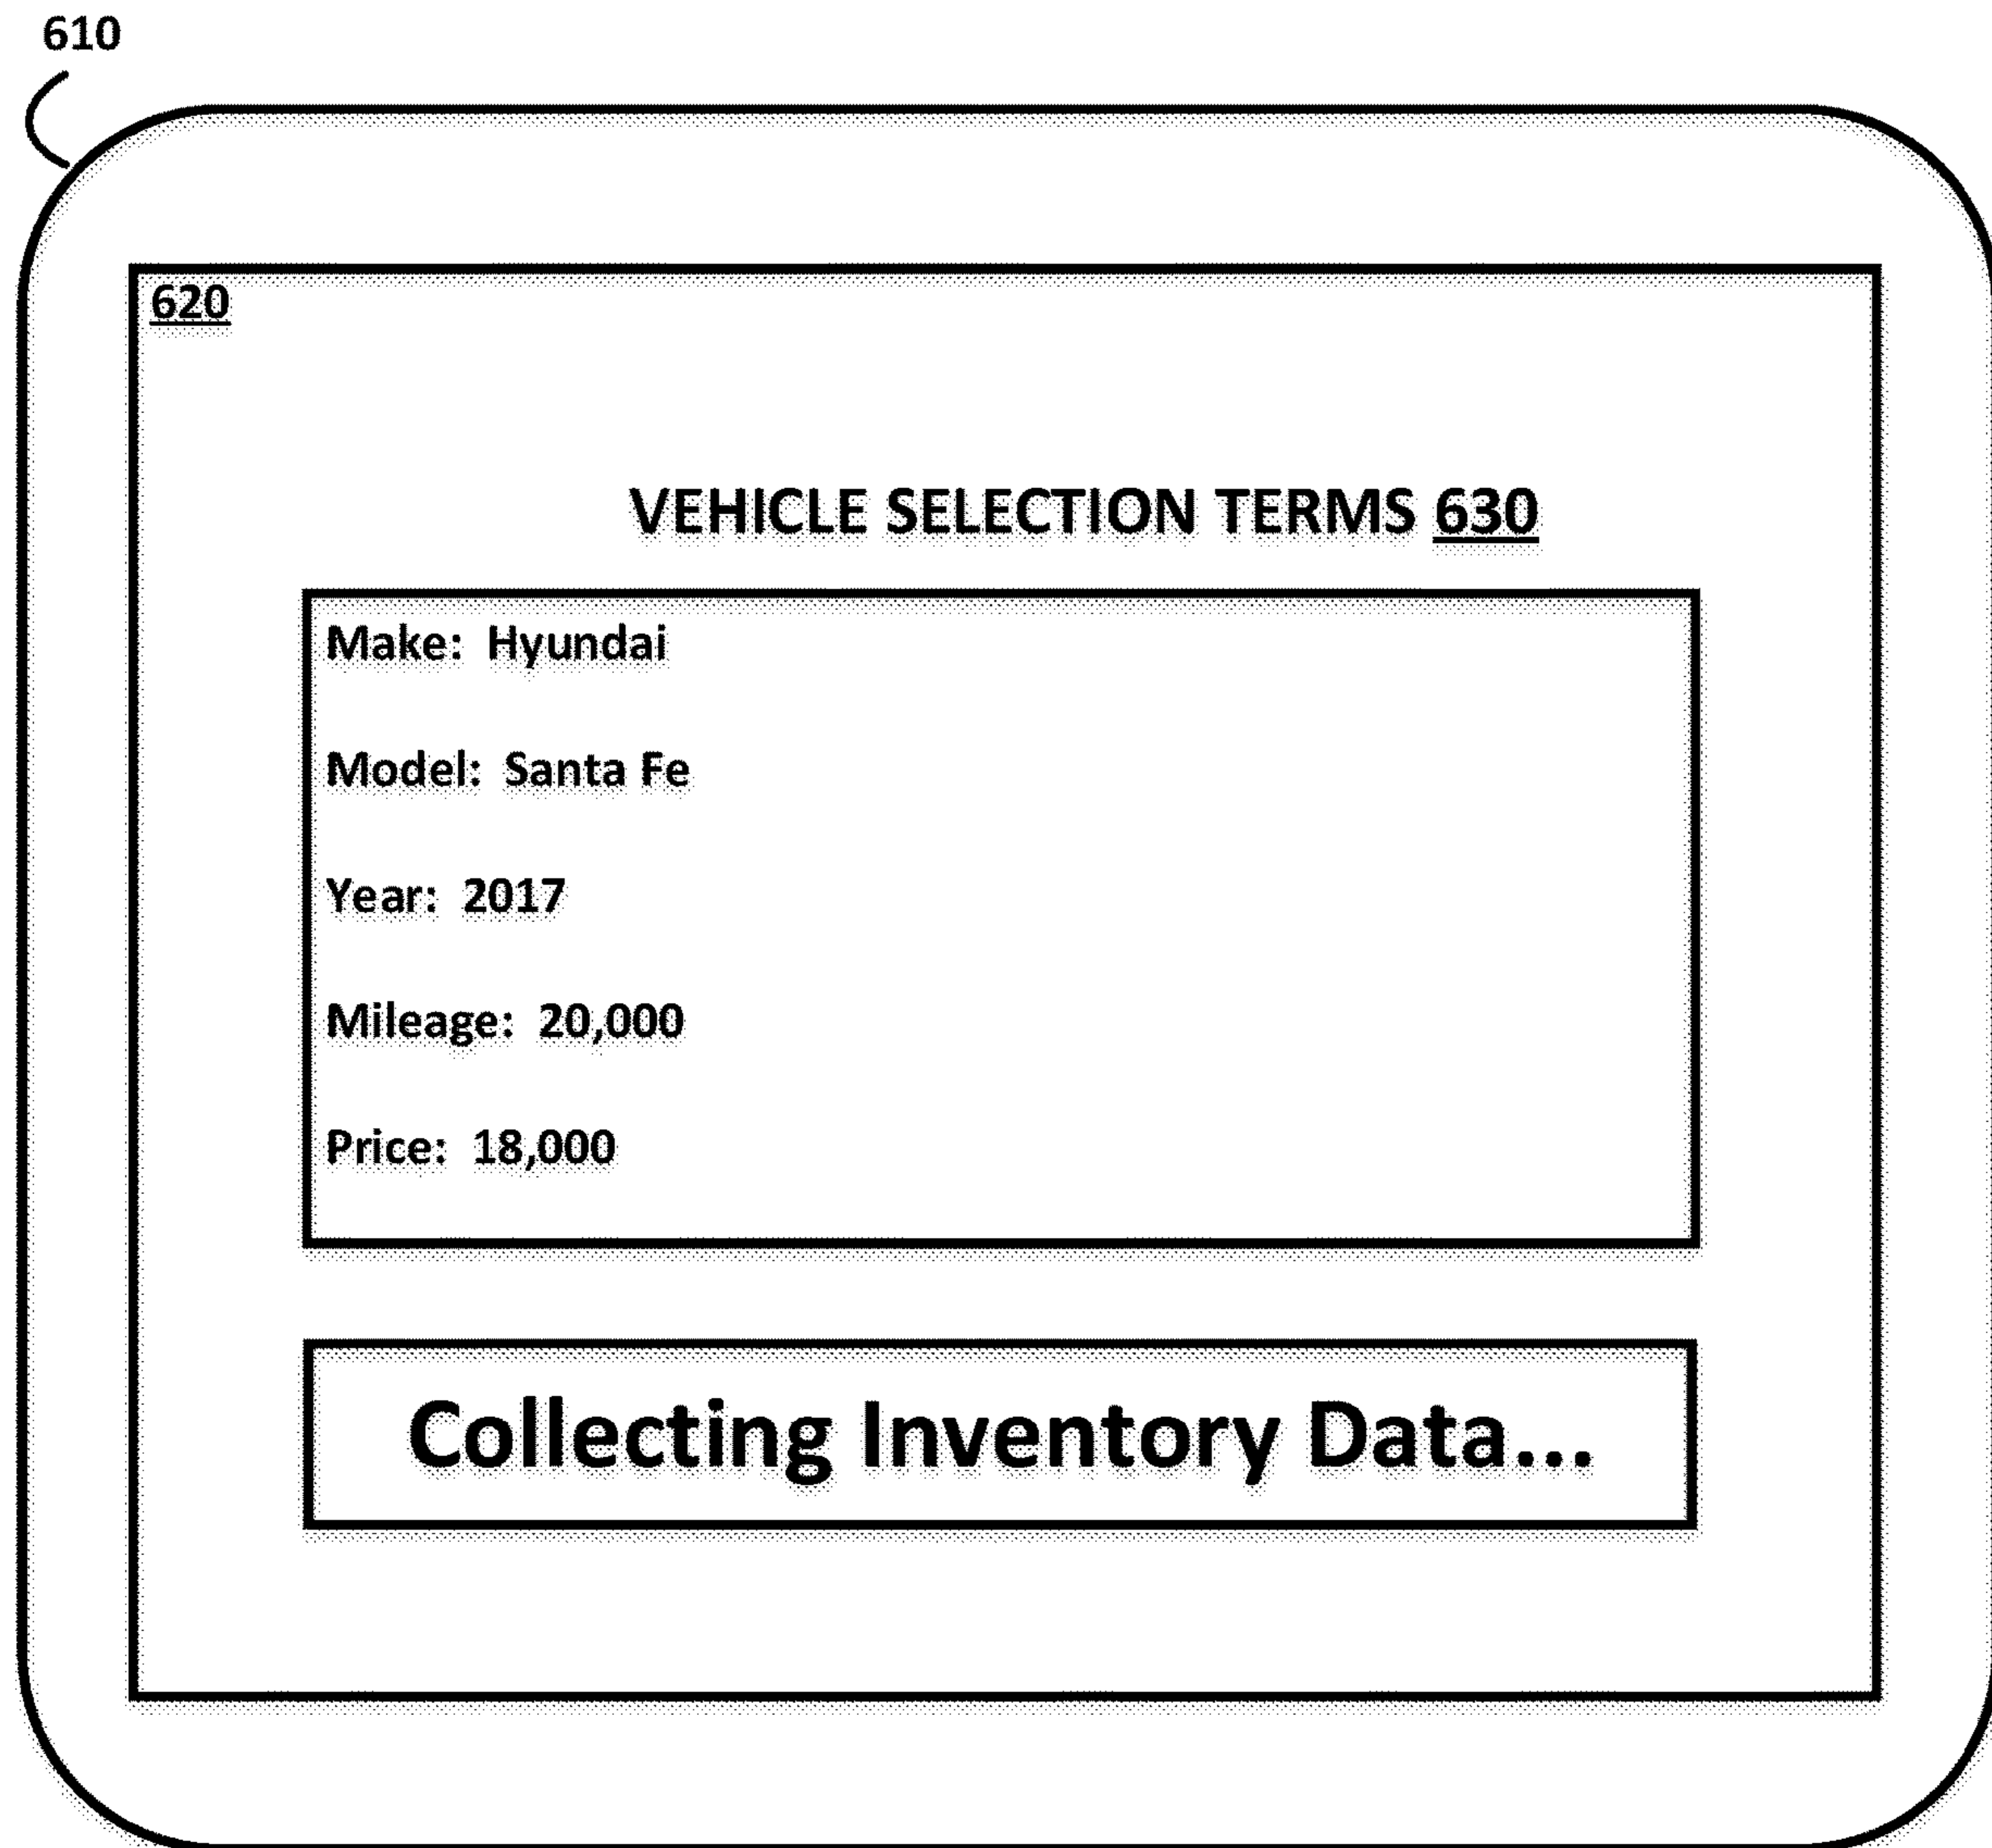 610
620
VEHICLE SELECTION TERMS 630
Make: Hyundai
Model: Santa Fe
Year: 2017
Mileage: 20,000
Price: 18,000
Collecting Inventory Data...